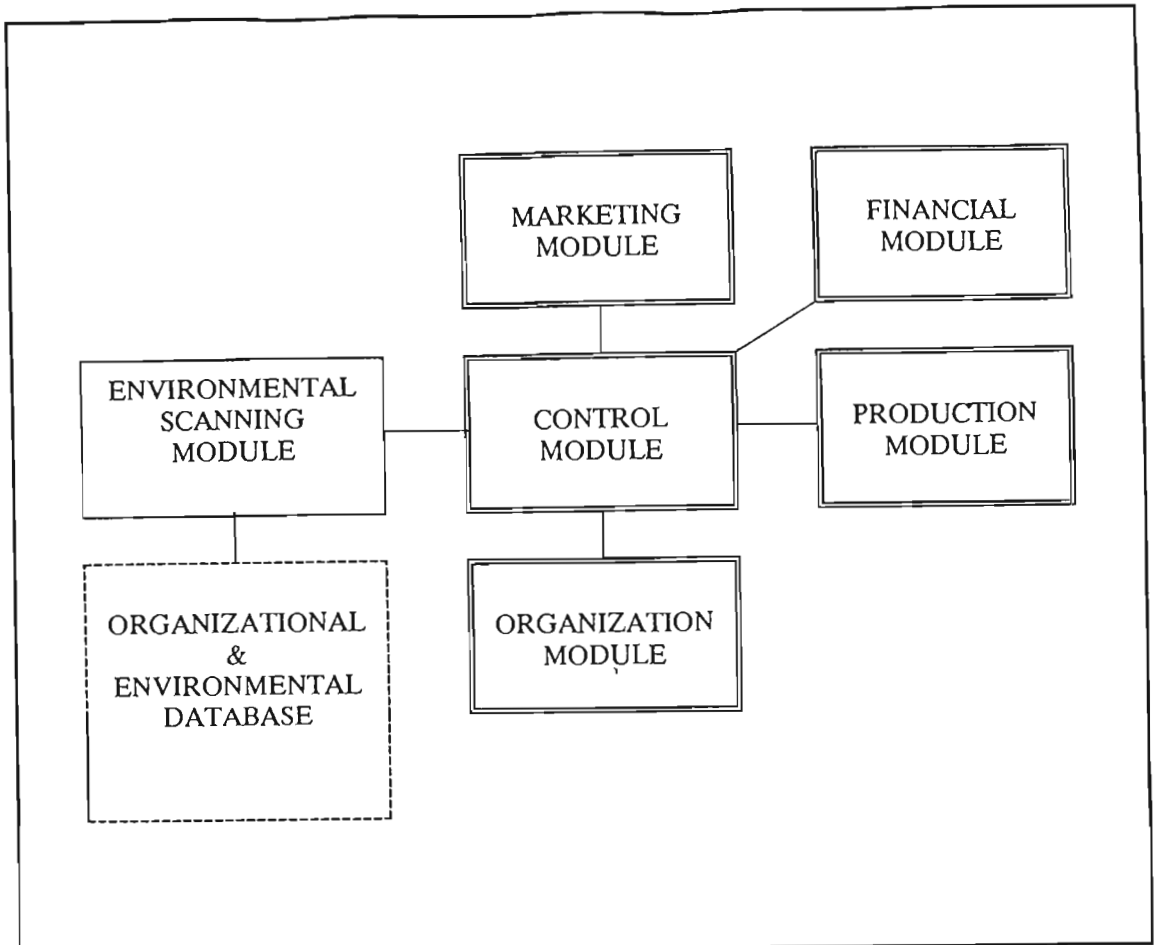 MARKETING
MODULE
FINANCIAL
MODULE
ENVIRONMENTAL
SCANNING
MODULE
CONTROL
MODULE
PRODUCTION
MODULE
ORGANIZATIONAL
&
ENVIRONMENTAL
DATABASE
ORGANIZATION
MODULE